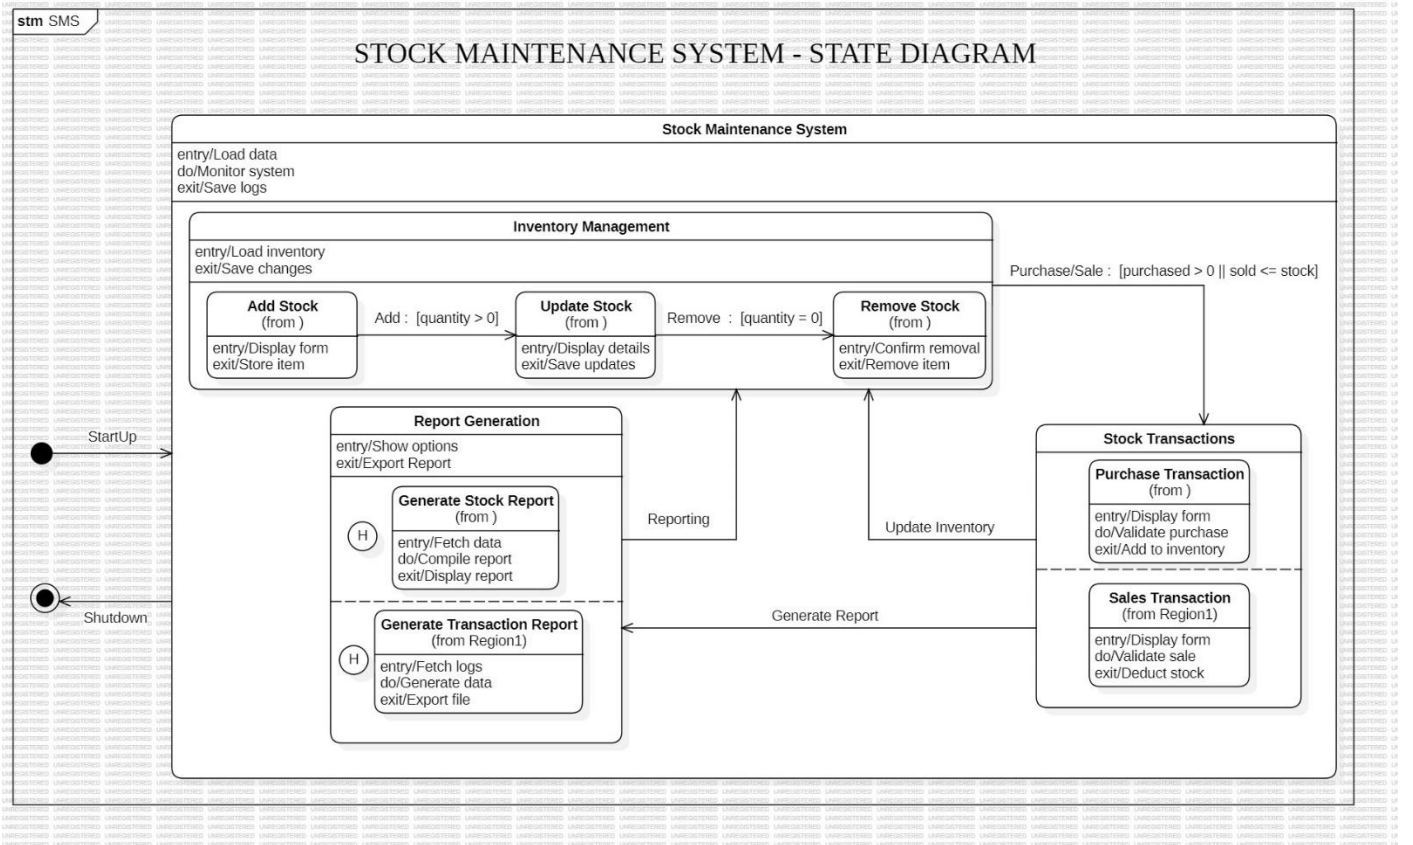 stm SMS
STOCK MAINTENANCE SYSTEM - STATE DIAGRAM
Stock Maintenance System
entry/Load data
do/Monitor system
exit/Save logs
Inventory Management
entry/Load inventory
exit/Save changes
Purchase/Sale : [purchased > 0 || sold <= stock]
Add Stock
(from )
entry/Display form
exit/Store item
Add : [quantity > 0]
Update Stock
(from )
entry/Display details
exit/Save updates
Remove : [quantity = 0]
Remove Stock
(from )
entry/Confirm removal
exit/Remove item
StartUp
Shutdown
Report Generation
entry/Show options
exit/Export Report
H
Generate Stock Report
(from )
entry/Fetch data
do/Compile report
exit/Display report
H
Generate Transaction Report
(from Region1)
entry/Fetch logs
do/Generate data
exit/Export file
Reporting
Update Inventory
Generate Report
Stock Transactions
Purchase Transaction
(from )
entry/Display form
do/Validate purchase
exit/Add to inventory
Sales Transaction
(from Region1)
entry/Display form
do/Validate sale
exit/Deduct stock
UNREGISTERED